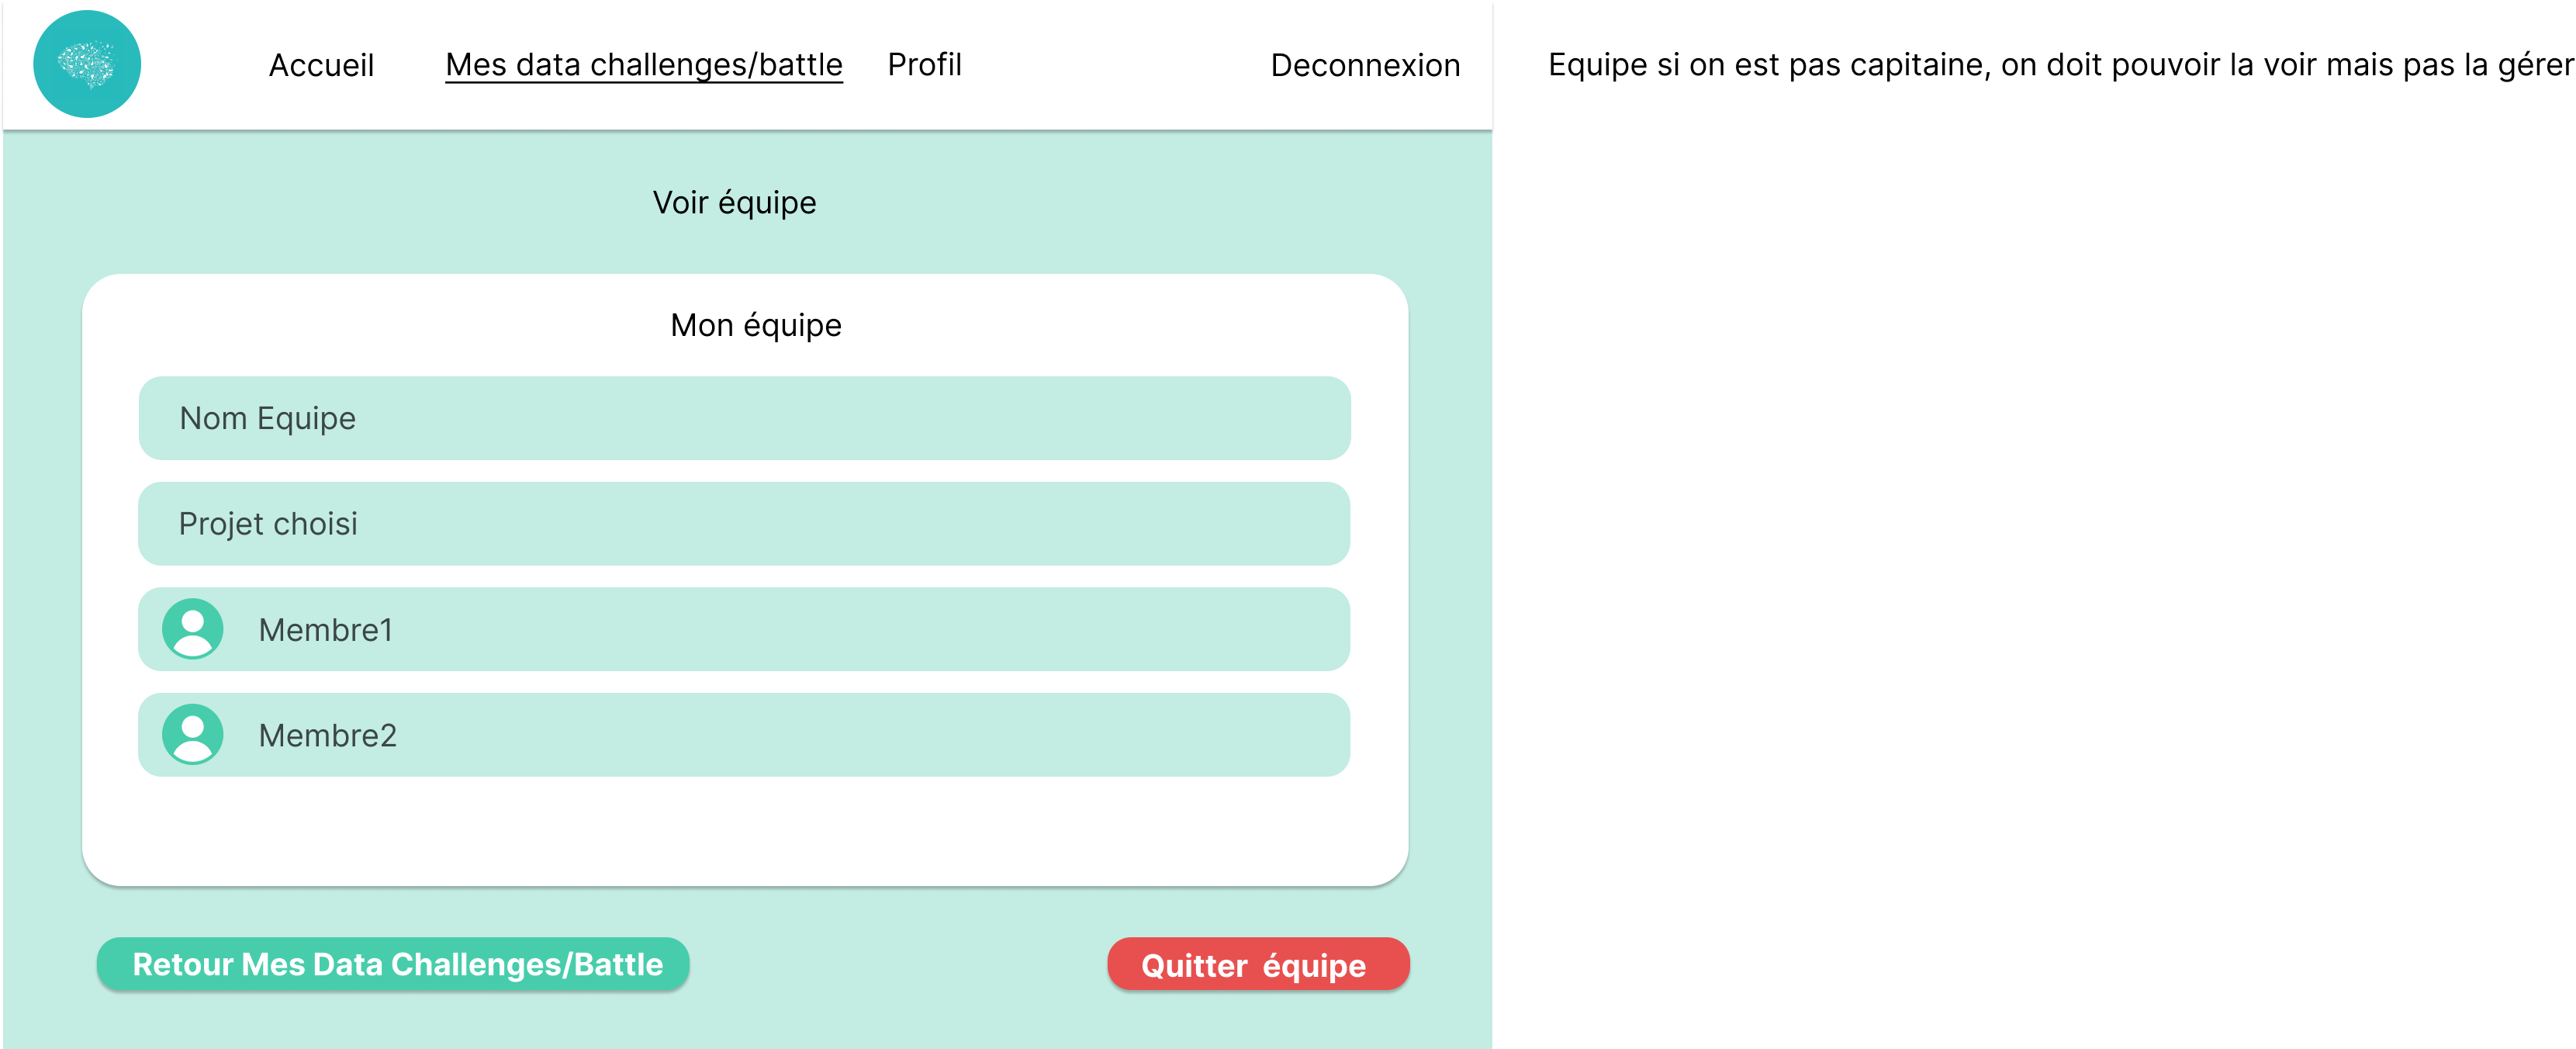 Accueil
Mes data challenges/battle
Profil
Deconnexion
Equipe si on est pas capitaine, on doit pouvoir la voir mais pas la gérer
Voir équipe
Mon équipe
Nom Equipe
Projet choisi
Membre1
Membre2
Retour Mes Data Challenges/Battle
Quitter équipe